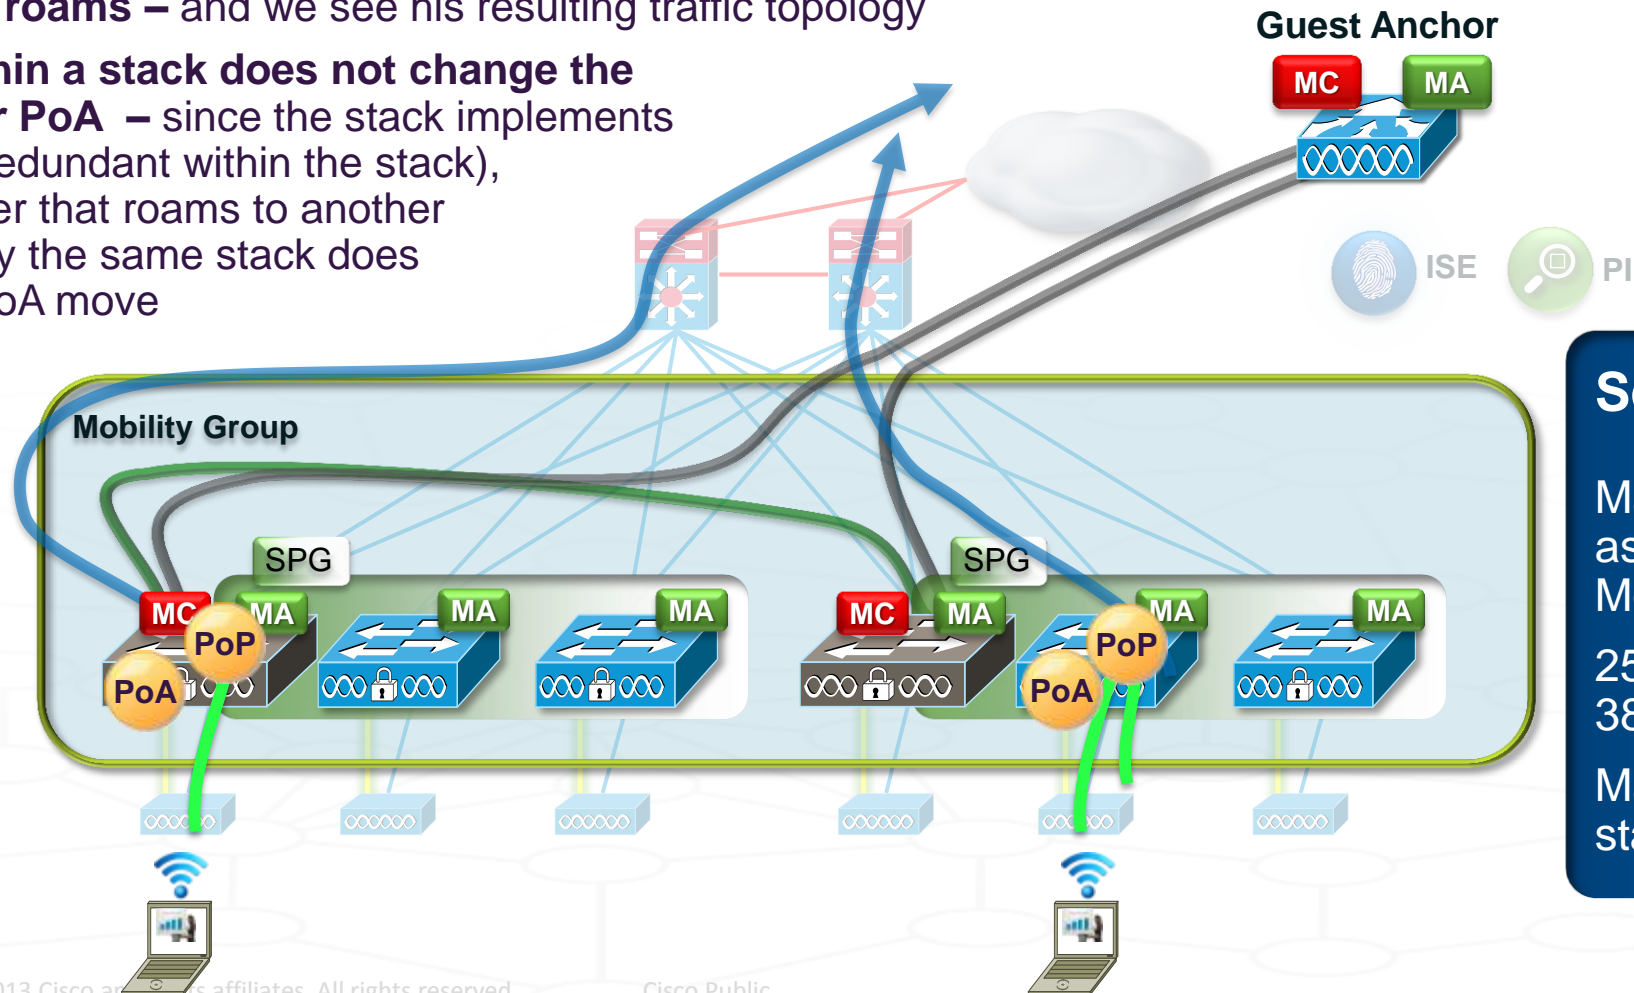 roams – and we see his resulting traffic topology
hin a stack does not change the
r PoA – since the stack implements
edundant within the stack),
er that roams to another
y the same stack does
oA move
Guest Anchor
MC MA
ISE PI
Mobility Group
SPG SPG
MC MA MA MA MC MA MA MA
PoP PoP
PoA PoA
25
38
013 Cisco and affiliates. All rights reserved. Cisco Public